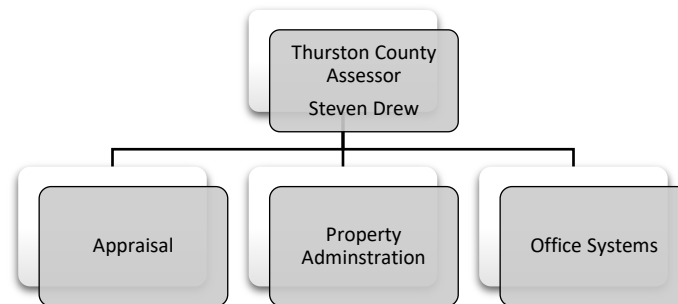 Thurston County
Assessor
Steven Drew
Appraisal
Property
Adminstration
Office Systems